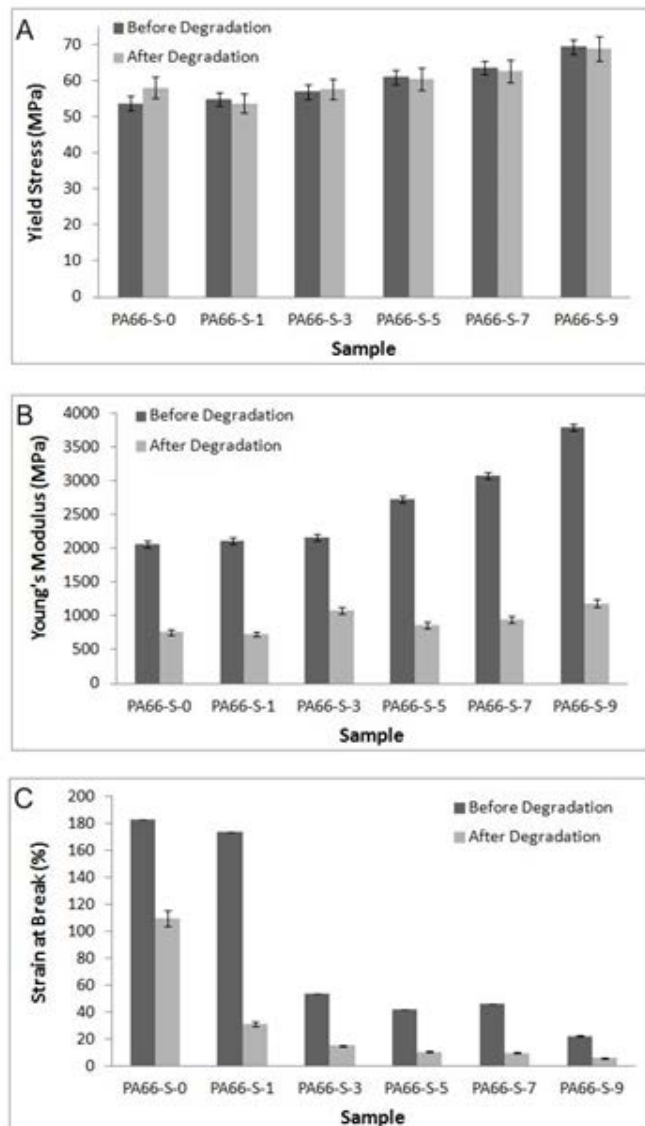 A
Before Degradation
After Degradation
Yield Stress (MPa)
70
60
50
40
30
20
10
0
PA66-S-0 PA66-S-1 PA66-S-3 PA66-S-5 PA66-S-7 PA66-S-9
Sample
B
Before Degradation
After Degradation
Young's Modulus (MPa)
4000
3500
3000
2500
2000
1500
1000
500
0
PA66-S-0 PA66-S-1 PA66-S-3 PA66-S-5 PA66-S-7 PA66-S-9
Sample
C
Before Degradation
After Degradation
Strain at Break (%)
200
180
160
140
120
100
80
60
40
20
0
PA66-S-0 PA66-S-1 PA66-S-3 PA66-S-5 PA66-S-7 PA66-S-9
Sample